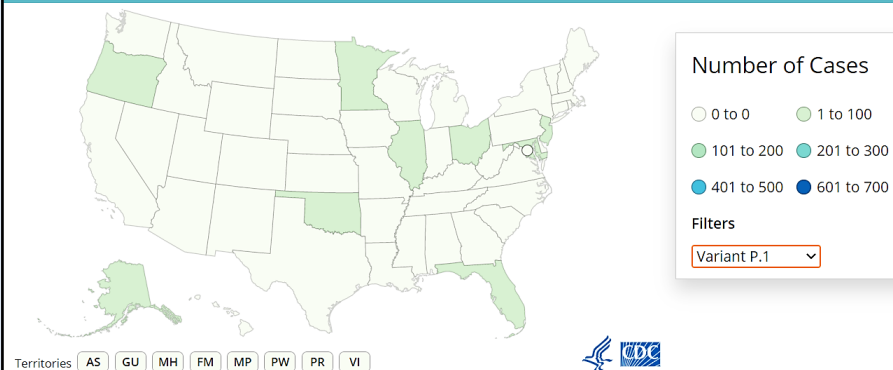 Number of Cases
0 to 0
1 to 100
101 to 200
201 to 300
401 to 500
601 to 700
Filters
Variant P.1
Territories AS GU MH FM MP PW PR VI
CDC